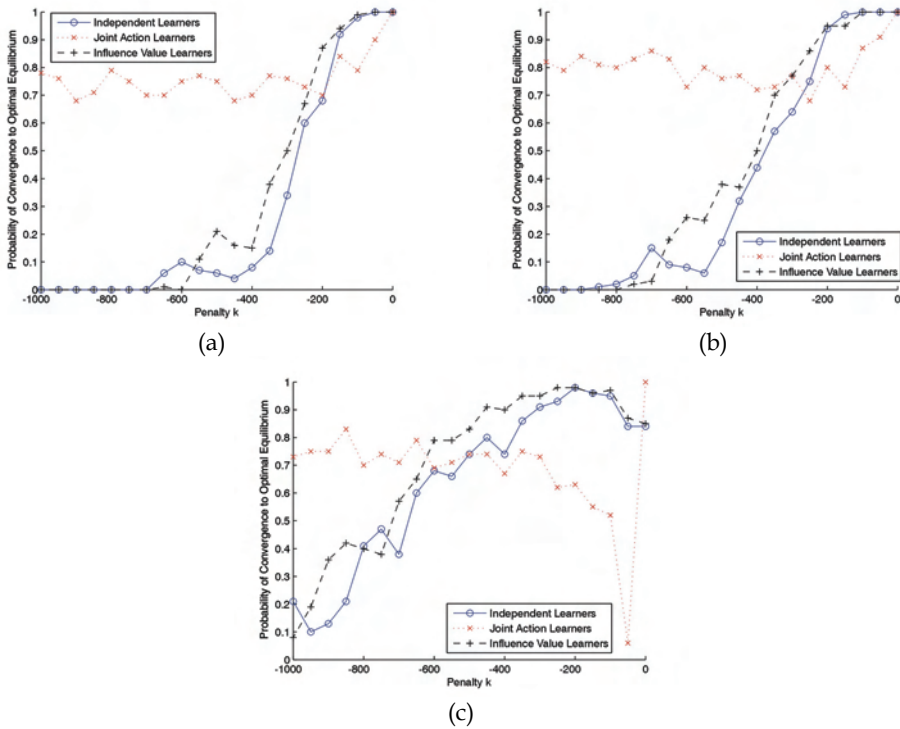 Probability of Convergence to Optimal Equilibrium
1
0.9
0.8
0.7
0.6
0.5
0.4
0.3
0.2
0.1
0
Independent Learners
Joint Action Learners
Influence Value Learners
-1000 -800 -600 -400 -200 0
Penalty k
(a)
Probability of Convergence to Optimal Equilibrium
1
0.9
0.8
0.7
0.6
0.5
0.4
0.3
0.2
0.1
0
Independent Learners
Joint Action Learners
Influence Value Learners
-1000 -800 -600 -400 -200 0
Penalty k
(b)
Probability of Convergence to Optimal Equilibrium
1
0.9
0.8
0.7
0.6
0.5
0.4
0.3
0.2
0.1
0
Independent Learners
Joint Action Learners
Influence Value Learners
-1000 -800 -600 -400 -200 0
Penalty k
(c)